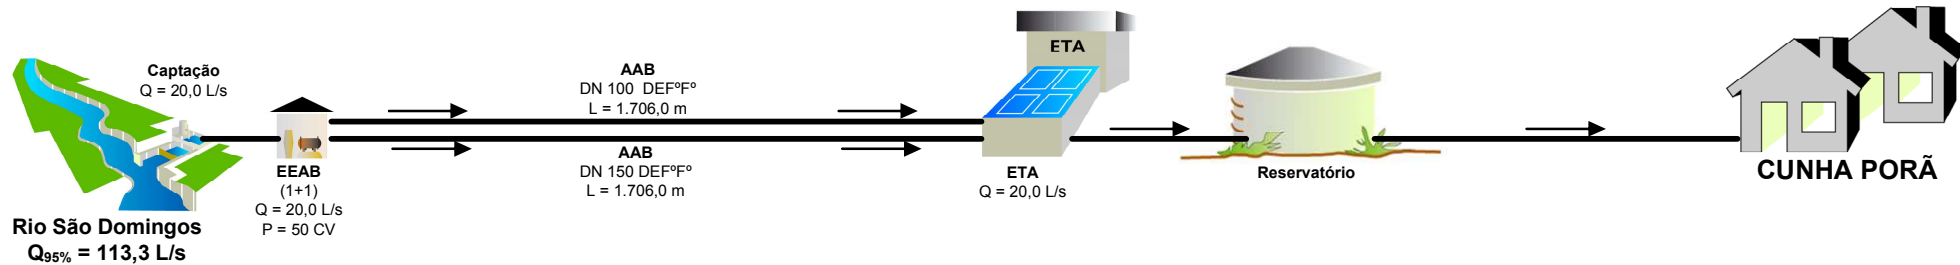 Captação
Q = 20,0 L/s
Rio São Domingos
Q95% = 113,3 L/s
EEAB
(1+1)
Q = 20,0 L/s
P = 50 CV
AAB
DN 100 DEFºFº
L = 1.706,0 m
AAB
DN 150 DEFºFº
L = 1.706,0 m
ETA
ETA
Q = 20,0 L/s
Reservatório
CUNHA PORÃ